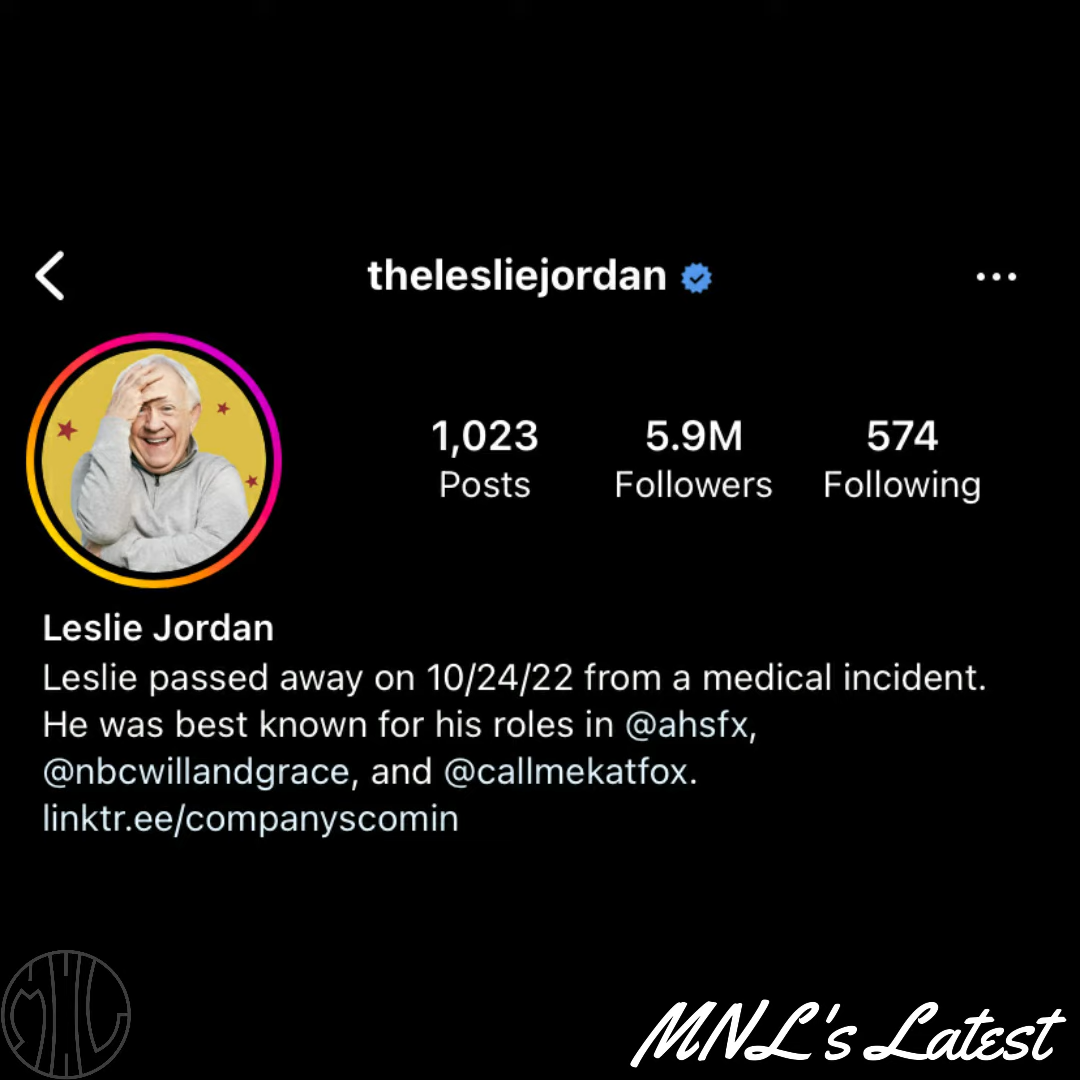 thelesliejordan
1,023 5.9M 574
Posts Followers Following
Leslie Jordan
Leslie passed away on 10/24/22 from a medical incident.
He was best known for his roles in @ahsfx,
@nbcwillandgrace, and @callmekatfox.
linktr.ee/companyscomin
MNL's Latest